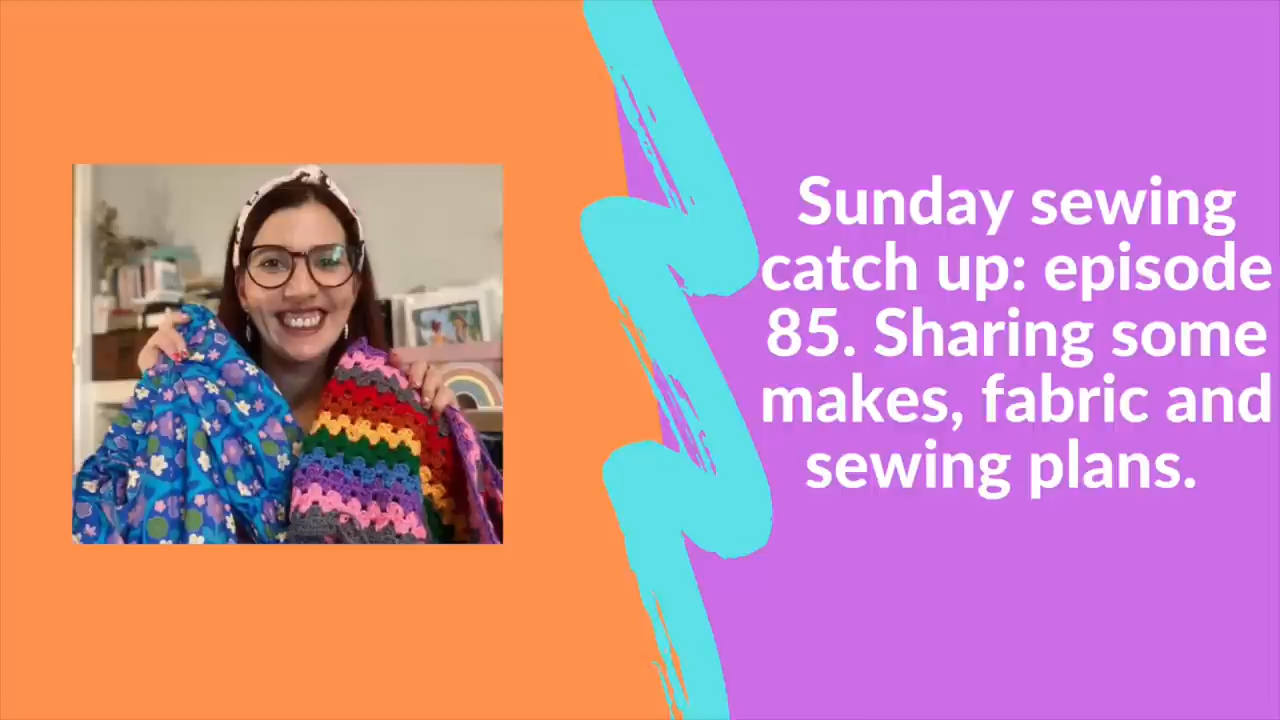 Sunday sewing
catch up: episode
85. Sharing some
makes, fabric and
sewing plans.